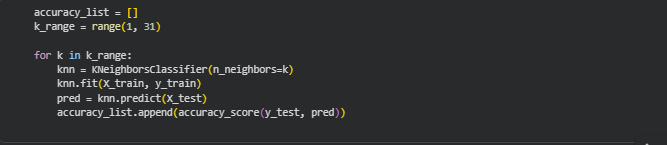 accuracy_list = []
k_range = range(1, 31)
for k in k_range:
    knn = KNeighborsClassifier(n_neighbors=k)
    knn.fit(X_train, y_train)
    pred = knn.predict(X_test)
    accuracy_list.append(accuracy_score(y_test, pred))